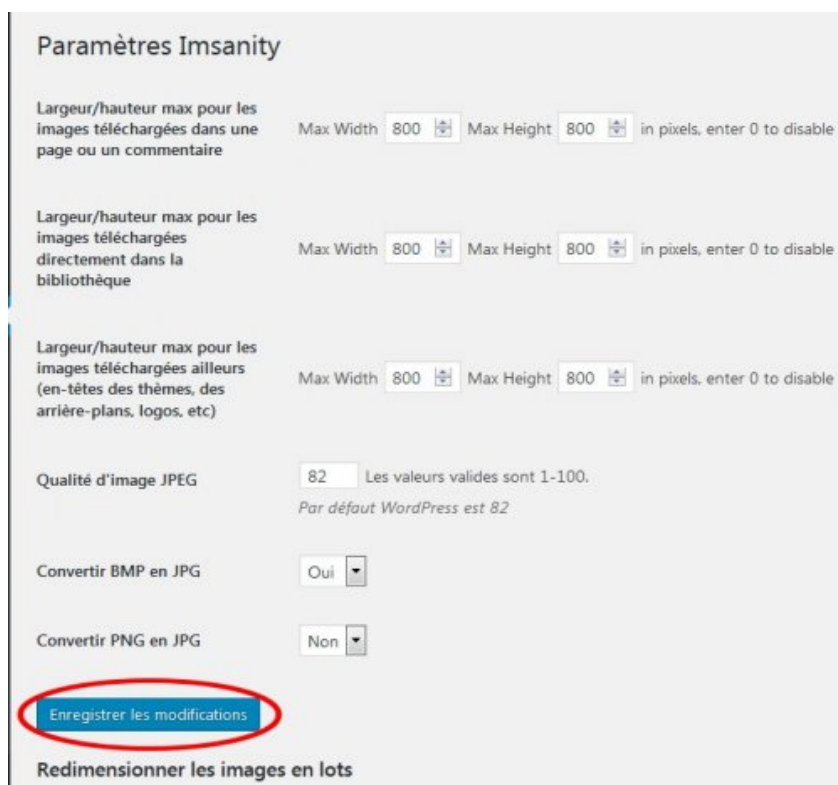 Paramètres Imsanity
Largeur/hauteur max pour les
images téléchargées dans une
page ou un commentaire
Max Width 800 Max Height 800 in pixels, enter 0 to disable
Largeur/hauteur max pour les
images téléchargées
directement dans la
bibliothèque
Max Width 800 Max Height 800 in pixels, enter 0 to disable
Largeur/hauteur max pour les
images téléchargées ailleurs
(en-têtes des thèmes, des
arrière-plans, logos, etc)
Max Width 800 Max Height 800 in pixels, enter 0 to disable
Qualité d'image JPEG
82 Les valeurs valides sont 1-100.
Par défaut WordPress est 82
Convertir BMP en JPG Oui
Convertir PNG en JPG Non
Enregistrer les modifications
Redimensionner les images en lots